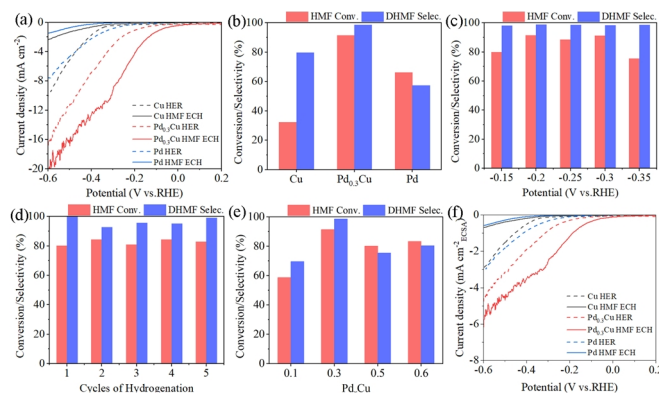 (a)
Current density (mA cm⁻²)
0
-4
-8
-12
-16
-20
Cu HER
Cu HMF ECH
Pd₀.₃Cu HER
Pd₀.₃Cu HMF ECH
Pd HER
Pd HMF ECH
-0.6 -0.4 -0.2 0.0 0.2
Potential (V vs.RHE)
(b)
HMF Conv. DHMF Selec.
Conversion/Selectivity (%)
100
80
60
40
20
0
Cu Pd₀.₃Cu Pd
(c)
HMF Conv. DHMF Selec.
Conversion/Selectivity (%)
100
80
60
40
20
0
-0.15 -0.2 -0.25 -0.3 -0.35
Potential (V vs.RHE)
(d)
HMF Conv. DHMF Selec.
Conversion/Selectivity (%)
100
80
60
40
20
0
1 2 3 4 5
Cycles of Hydrogenation
(e)
HMF Conv. DHMF Selec.
Conversion/Selectivity (%)
100
80
60
40
20
0
0.1 0.3 0.5 0.6
Pd Cu
(f)
Current density (mA cm⁻²ECSA)
0
-2
-4
-6
-8
Cu HER
Cu HMF ECH
Pd₀.₃Cu HER
Pd₀.₃Cu HMF ECH
Pd HER
Pd HMF ECH
-0.6 -0.4 -0.2 0.0 0.2
Potential (V vs.RHE)